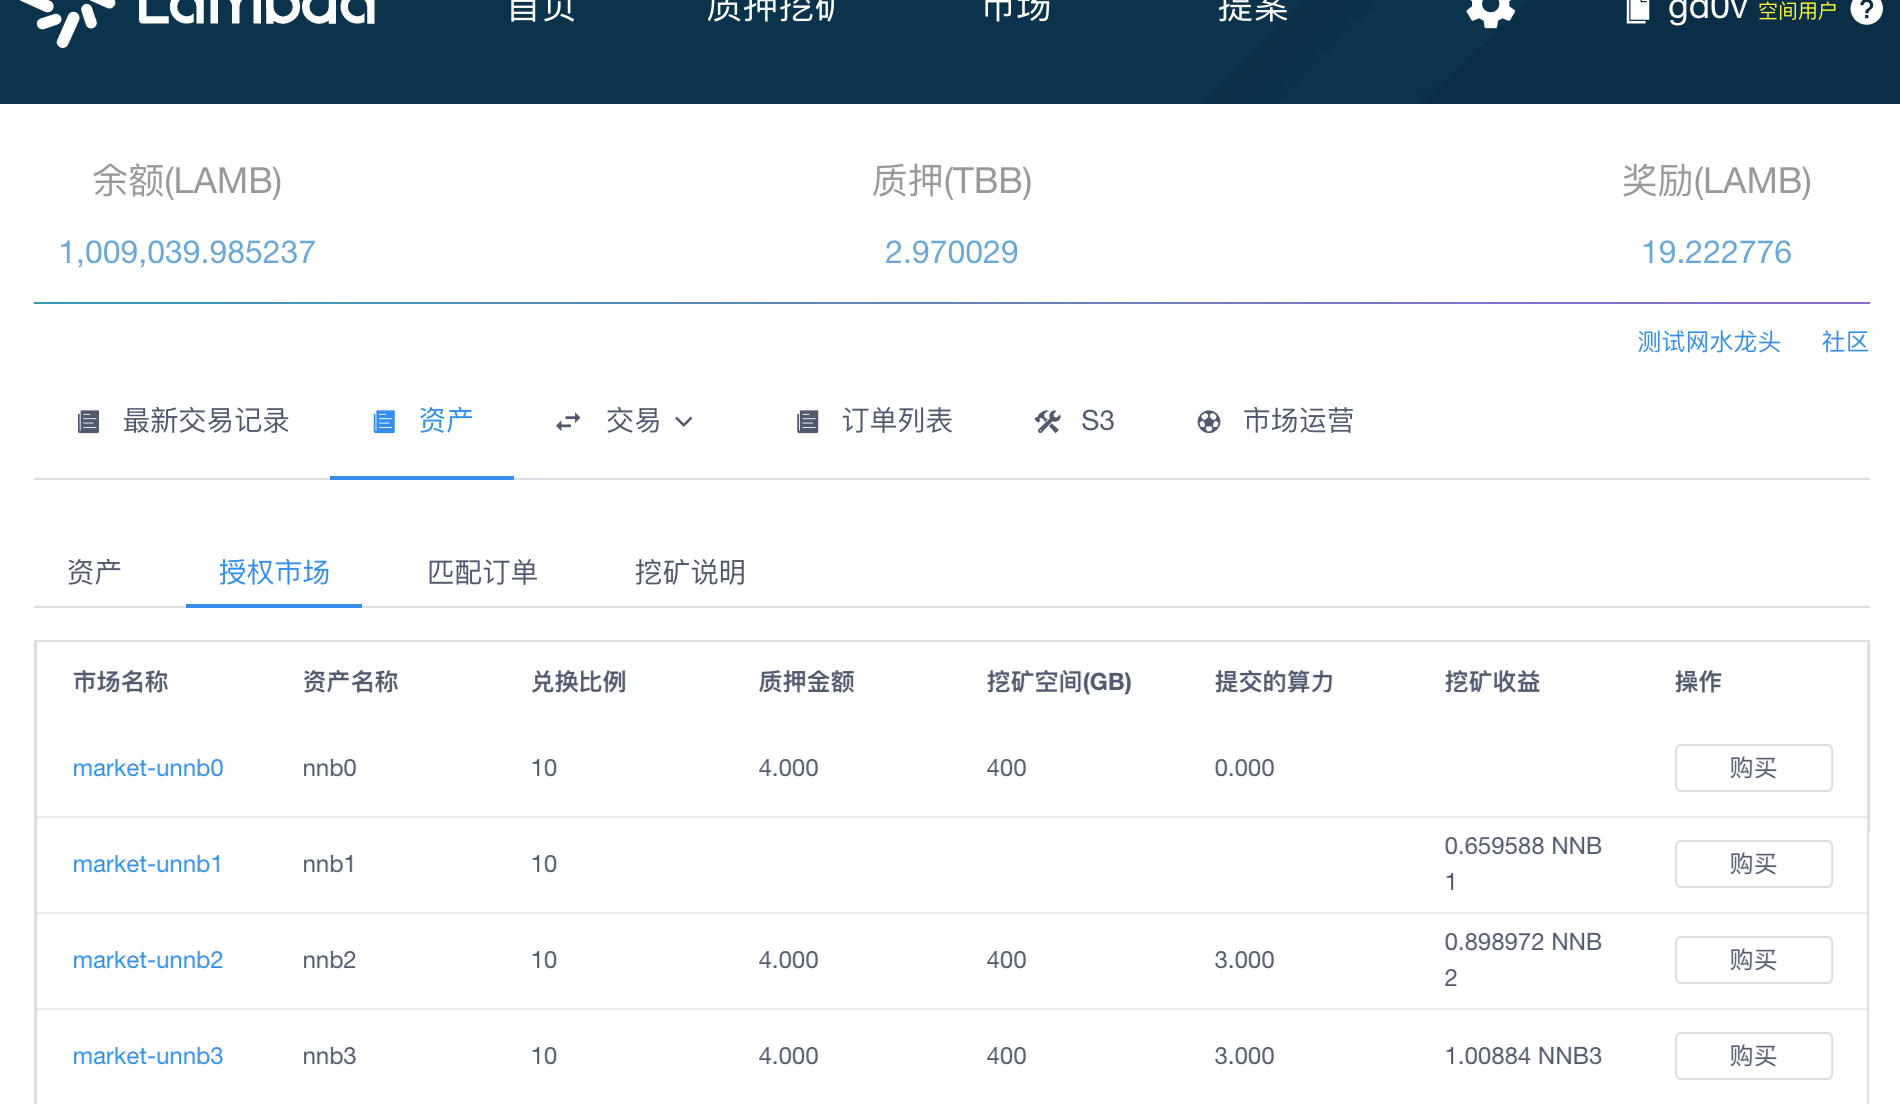 Lambda
首页 质押挖矿 市场 提案 gd0v 空间用户 ?
余额(LAMB) 质押(TBB) 奖励(LAMB)
1,009,039.985237 2.970029 19.222776
测试网水龙头 社区
最新交易记录 资产 交易 订单列表 S3 市场运营
资产 授权市场 匹配订单 挖矿说明
市场名称 资产名称 兑换比例 质押金额 挖矿空间(GB) 提交的算力 挖矿收益 操作
market-unnb0 nnb0 10 4.000 400 0.000 购买
market-unnb1 nnb1 10 0.659588 NNB
1 购买
market-unnb2 nnb2 10 4.000 400 3.000 0.898972 NNB
2 购买
market-unnb3 nnb3 10 4.000 400 3.000 1.00884 NNB3 购买